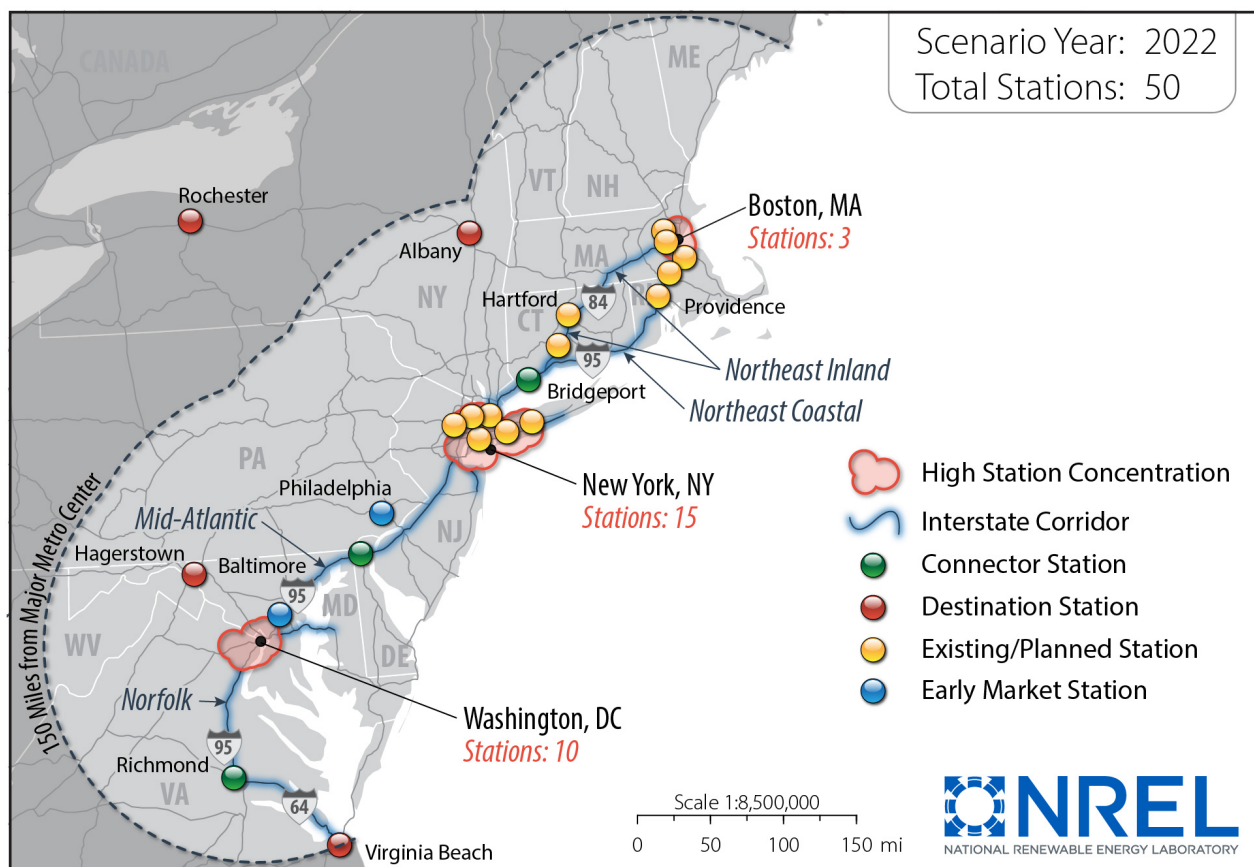 Scenario Year: 2022
Total Stations: 50
CANADA
ME
VT
NH
Rochester
Albany
Boston, MA
Stations: 3
MA
NY
Hartford
84
R
Providence
CT
95
Northeast Inland
Bridgeport
Northeast Coastal
PA
New York, NY
Stations: 15
Philadelphia
Mid-Atlantic
NJ
Hagerstown
Baltimore
95
MD
WV
DE
150 Miles from Major Metro Center
Norfolk
Washington, DC
Stations: 10
95
Richmond
VA
64
Virginia Beach
High Station Concentration
Interstate Corridor
Connector Station
Destination Station
Existing/Planned Station
Early Market Station
Scale 1:8,500,000
0 50 100 150 mi
NREL
NATIONAL RENEWABLE ENERGY LABORATORY